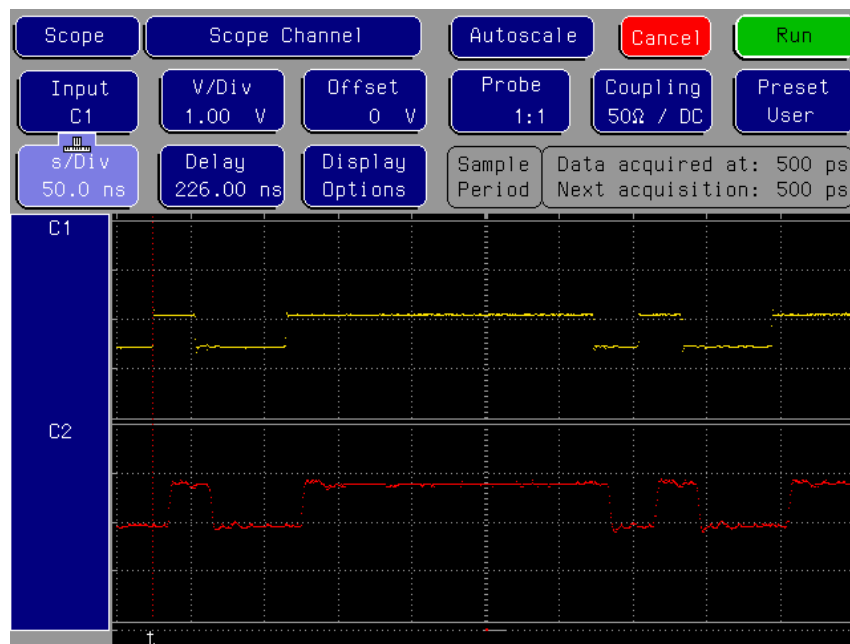 Scope Scope Channel Autoscale Cancel Run
Input V/Div Offset Probe Coupling Preset
C1 1.00 V 0 V 1:1 50Ω / DC User
s/Div Delay Display Sample Data acquired at: 500 ps
50.0 ns 226.00 ns Options Period Next acquisition: 500 ps
C1
C2
t